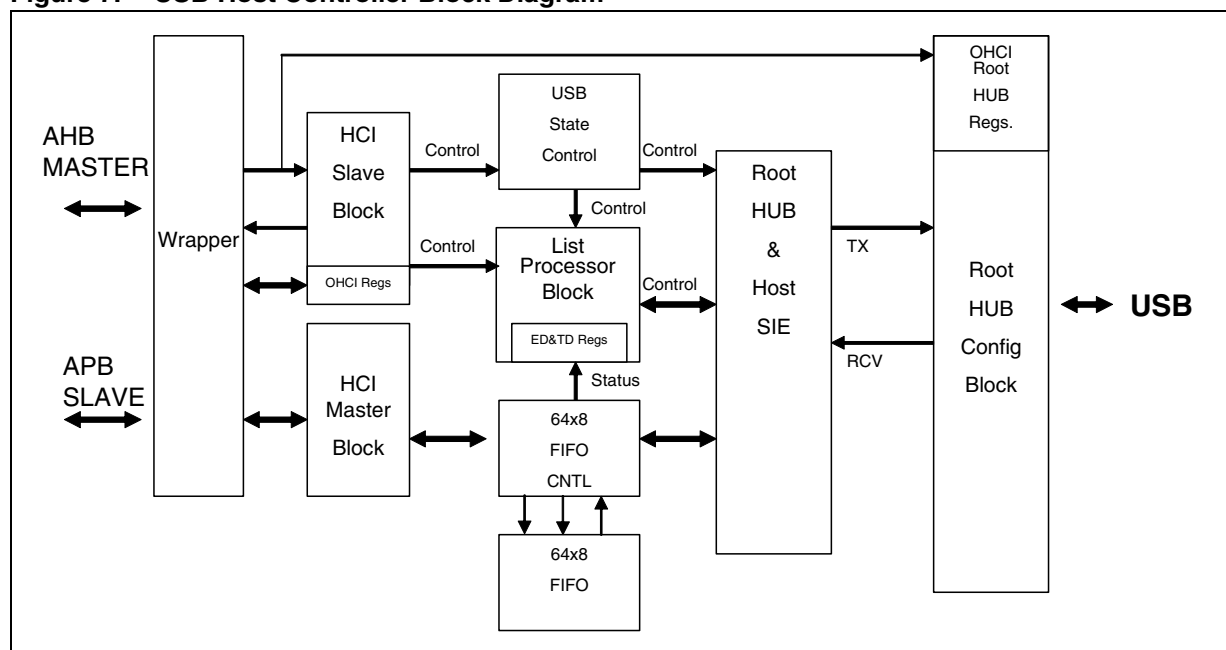 USB Host Controller Block Diagram
AHB
MASTER
APB
SLAVE
Wrapper
HCI
Slave
Block
OHCI Regs
HCI
Master
Block
Control
Control
USB
State
Control
Control
Control
List
Processor
Block
ED&TD Regs
Control
Status
64x8
FIFO
CNTL
64x8
FIFO
Root
HUB
&
Host
SIE
TX
RCV
OHCI
Root
HUB
Regs.
Root
HUB
Config
Block
USB